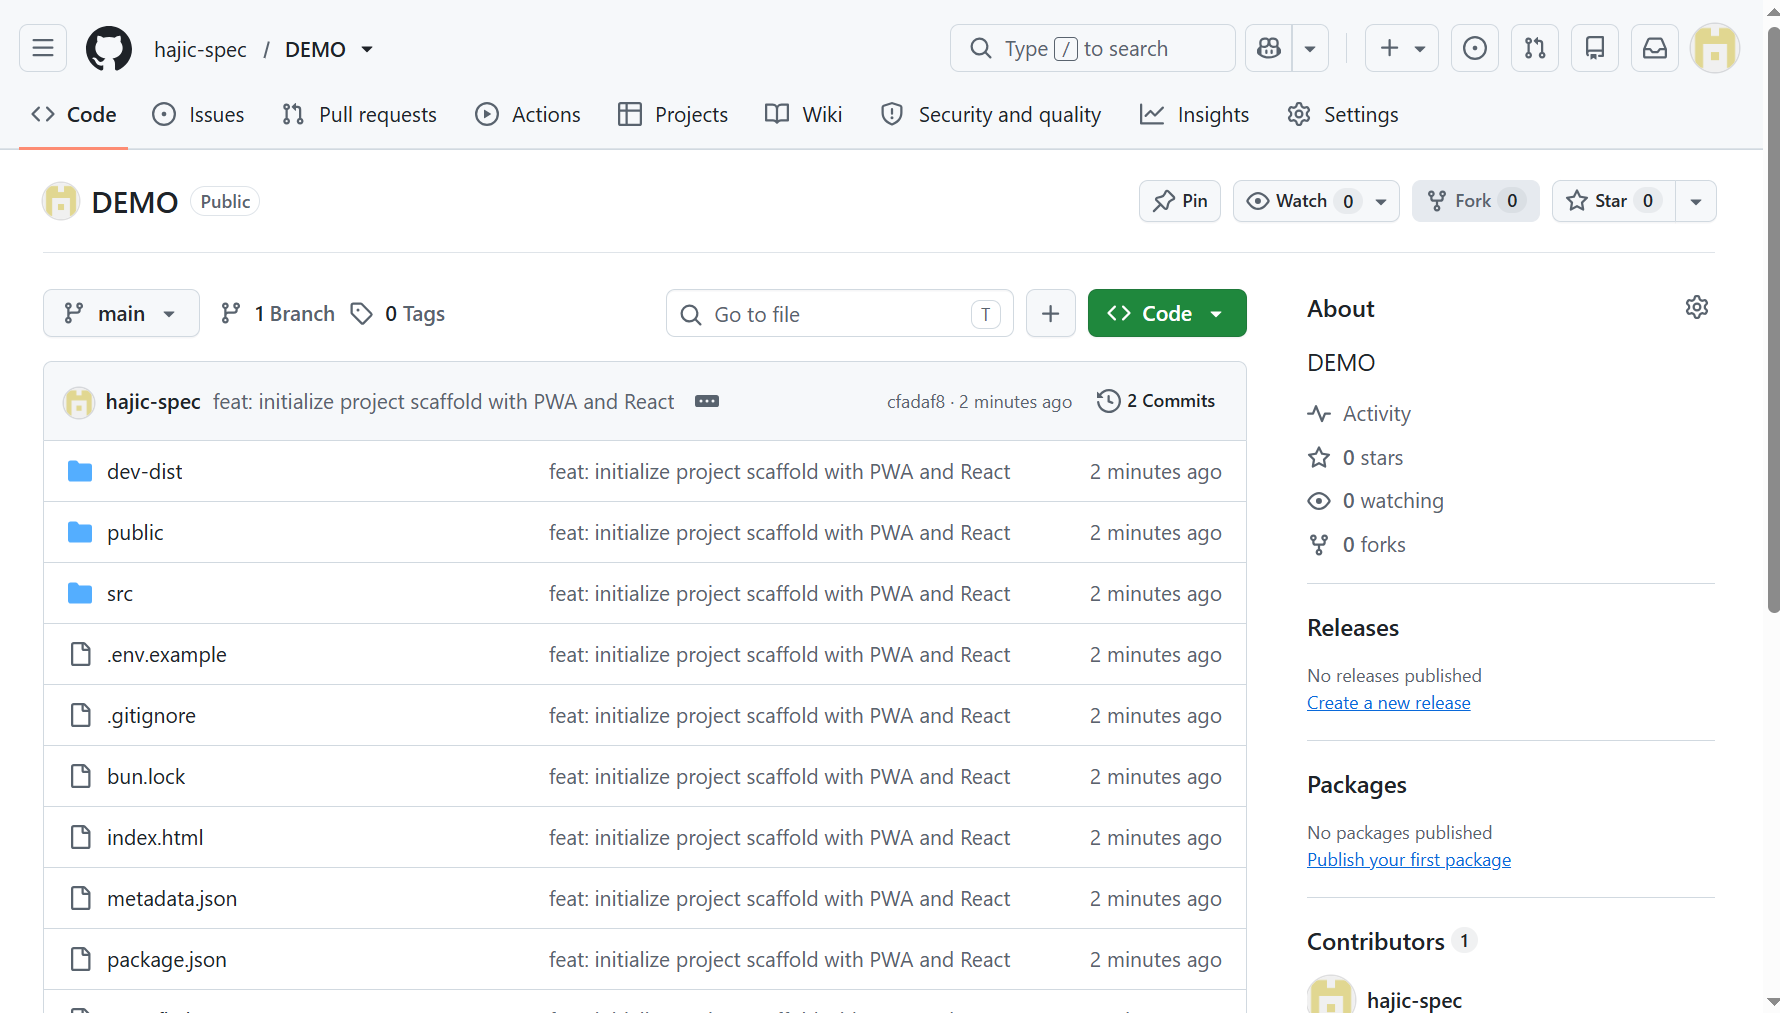 hajic-spec / DEMO
Type / to search
Code
Issues
Pull requests
Actions
Projects
Wiki
Security and quality
Insights
Settings
DEMO Public
Pin
Watch 0
Fork 0
Star 0
main
1 Branch
0 Tags
Go to file T
Code
hajic-spec feat: initialize project scaffold with PWA and React cfadaf8 · 2 minutes ago 2 Commits
dev-dist feat: initialize project scaffold with PWA and React 2 minutes ago
public feat: initialize project scaffold with PWA and React 2 minutes ago
src feat: initialize project scaffold with PWA and React 2 minutes ago
.env.example feat: initialize project scaffold with PWA and React 2 minutes ago
.gitignore feat: initialize project scaffold with PWA and React 2 minutes ago
bun.lock feat: initialize project scaffold with PWA and React 2 minutes ago
index.html feat: initialize project scaffold with PWA and React 2 minutes ago
metadata.json feat: initialize project scaffold with PWA and React 2 minutes ago
package.json feat: initialize project scaffold with PWA and React 2 minutes ago
About
DEMO
Activity
0 stars
0 watching
0 forks
Releases
No releases published
Create a new release
Packages
No packages published
Publish your first package
Contributors 1
hajic-spec